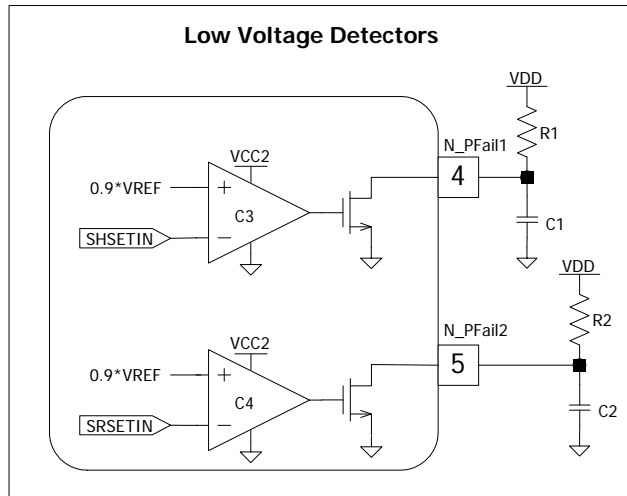 Low Voltage Detectors
VDD
R1
N_PFail1
4
C1
VCC2
0.9*VREF
+
C3
SHSETIN
−
VDD
R2
N_PFail2
5
C2
VCC2
0.9*VREF
+
C4
SRSETIN
−